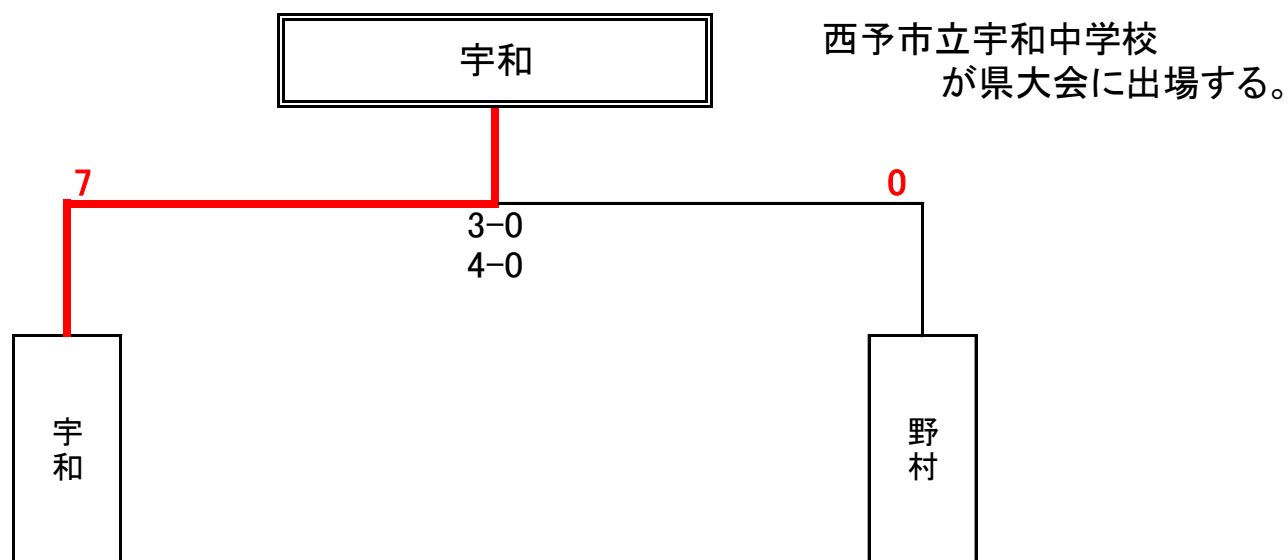 宇和
西予市立宇和中学校
が県大会に出場する。
7
0
3-0
4-0
宇和
野村